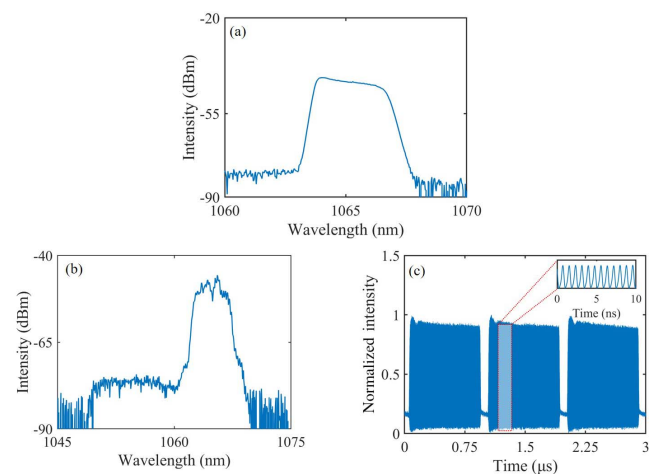 (a)
Intensity (dBm)
-20
-55
-90
1060
1065
1070
Wavelength (nm)
(b)
Intensity (dBm)
-40
-65
-90
1045
1060
1075
Wavelength (nm)
(c)
Normalized intensity
1.5
1
0.5
0
0
0.75
1.5
2.25
3
Time (μs)
0
5
10
Time (ns)